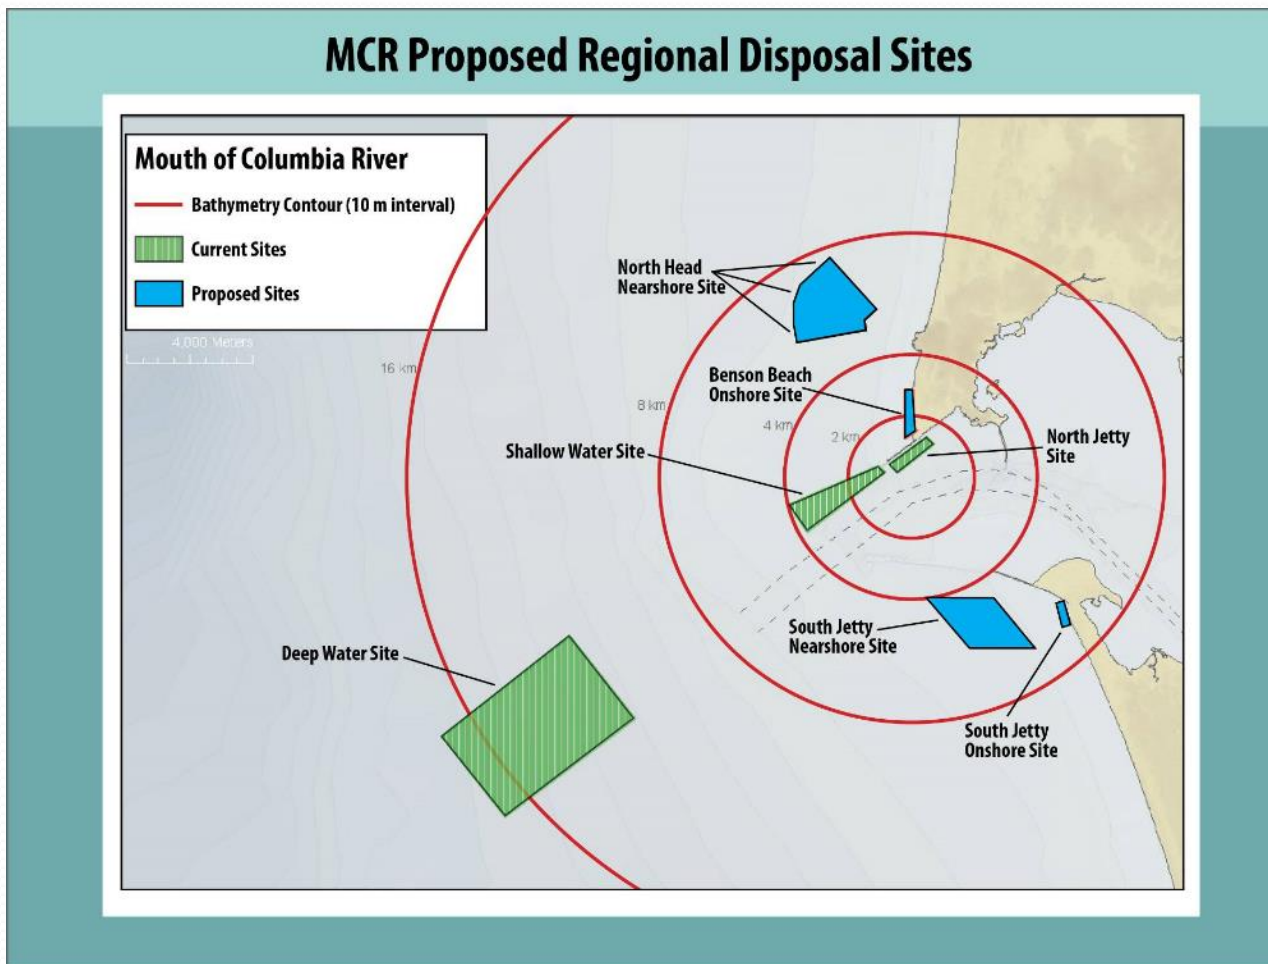 MCR Proposed Regional Disposal Sites
Mouth of Columbia River
Bathymetry Contour (10 m interval)
Current Sites
Proposed Sites
4,000 Meters
North Head
Nearshore Site
16 km
Benson Beach
Onshore Site
8 km
4 km
2 km
North Jetty
Site
Shallow Water Site
South Jetty
Nearshore Site
Deep Water Site
South Jetty
Onshore Site